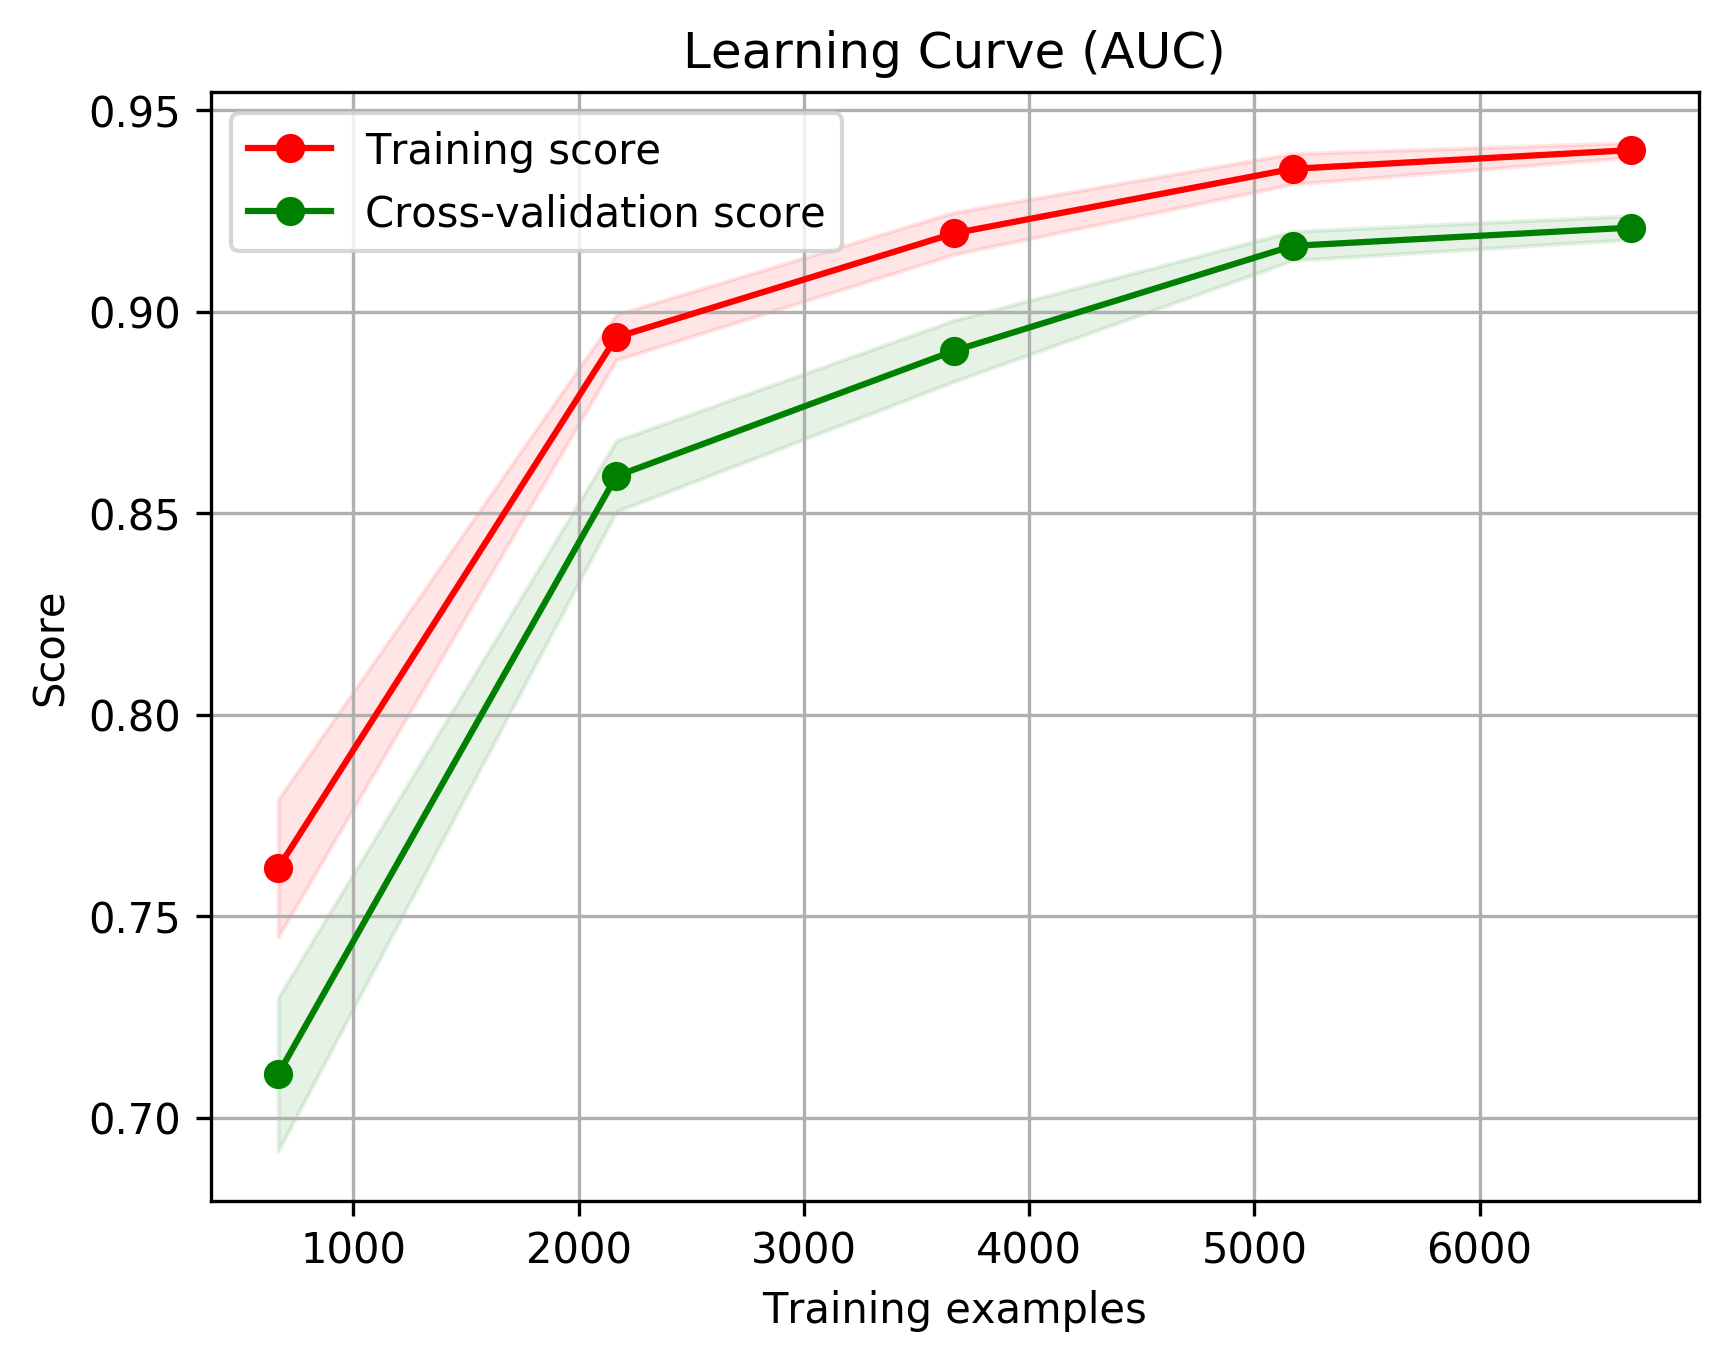 Learning Curve (AUC)
0.95
Training score
Cross-validation score
0.90
0.85
0.80
0.75
0.70
Score
1000 2000 3000 4000 5000 6000
Training examples